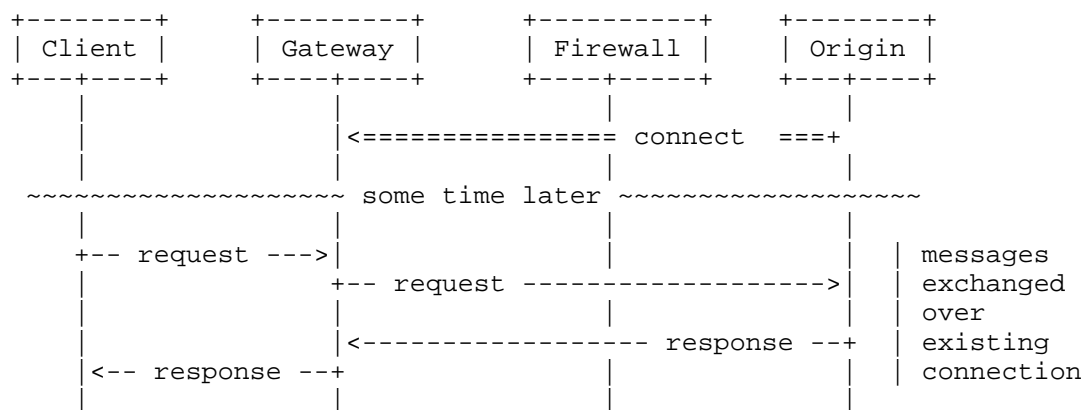 Client Gateway Firewall Origin
connect
some time later
request messages
request exchanged
over
response existing
response connection